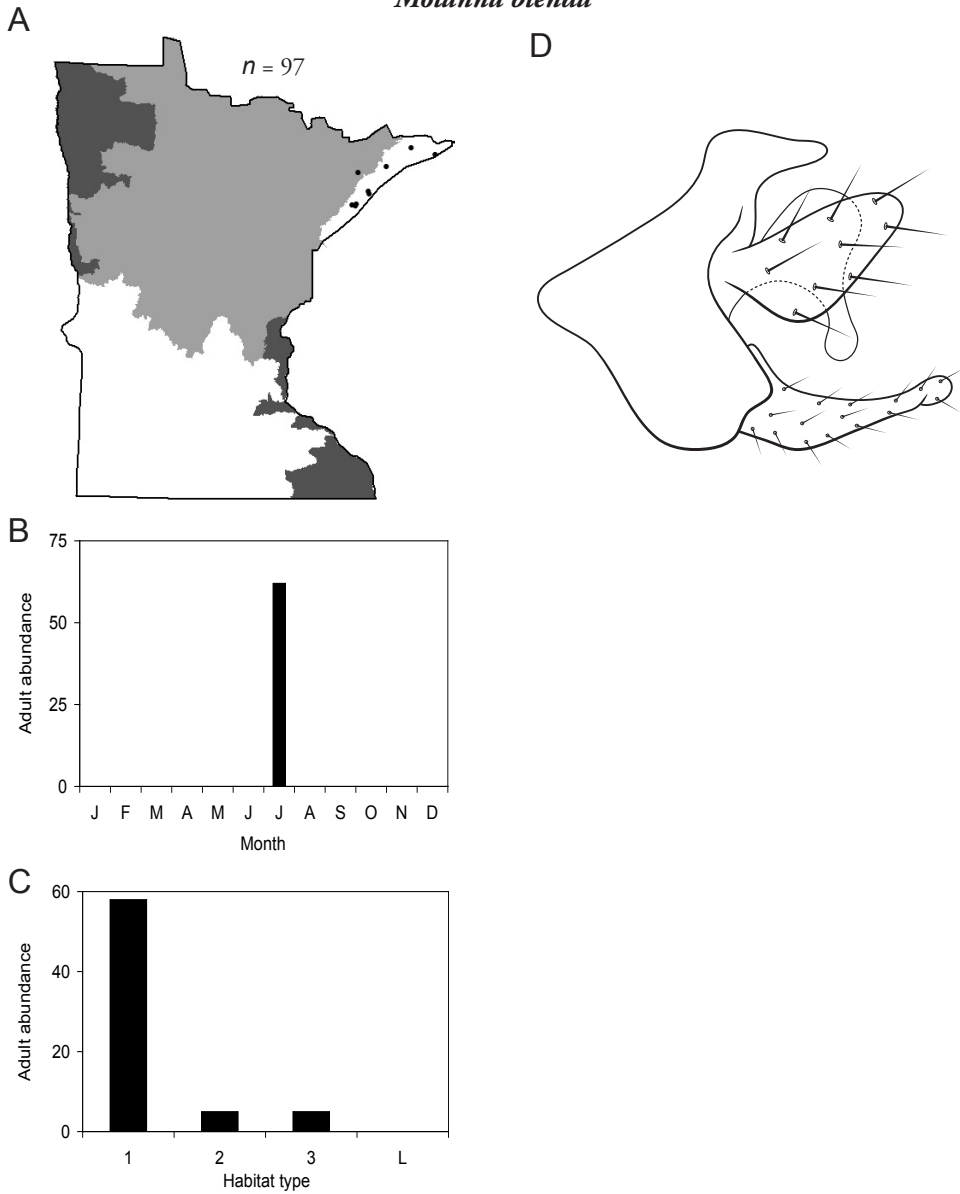 Molanna blenda
A
n = 97
D
B
75
50
25
0
Adult abundance
J F M A M J J A S O N D
Month
C
60
40
20
0
Adult abundance
1 2 3 L
Habitat type